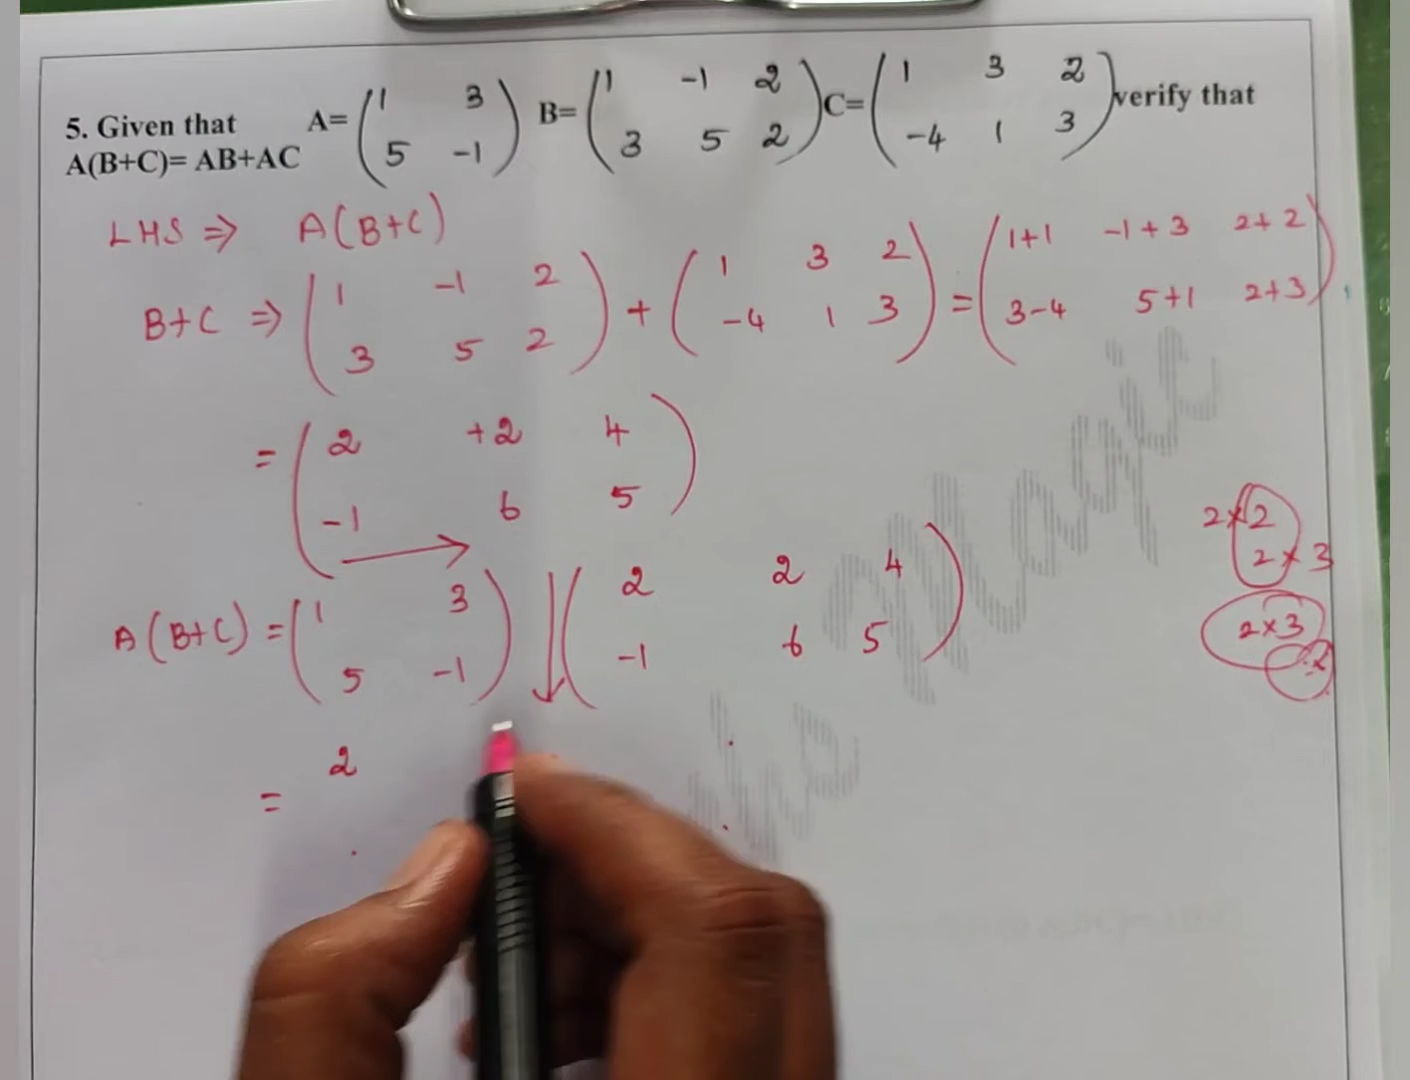 5. Given that A= ( 1 3 ) B= ( 1 -1 2 ) C= ( 1 3 2 ) verify that
A(B+C)= AB+AC ( 5 -1 ) ( 3 5 2 ) ( -4 1 3 )
LHS ⇒ A(B+C)
B+C ⇒ ( 1 -1 2 ) + ( 1 3 2 ) = ( 1+1 -1+3 2+2 )
( 3 5 2 ) ( -4 1 3 ) ( 3-4 5+1 2+3 )
= ( 2 +2 4 )
( -1 6 5 )
2×2
2×3
2×3
A(B+C) = ( 1 3 ) ( 2 2 4 )
( 5 -1 ) ( -1 6 5 )
= 2